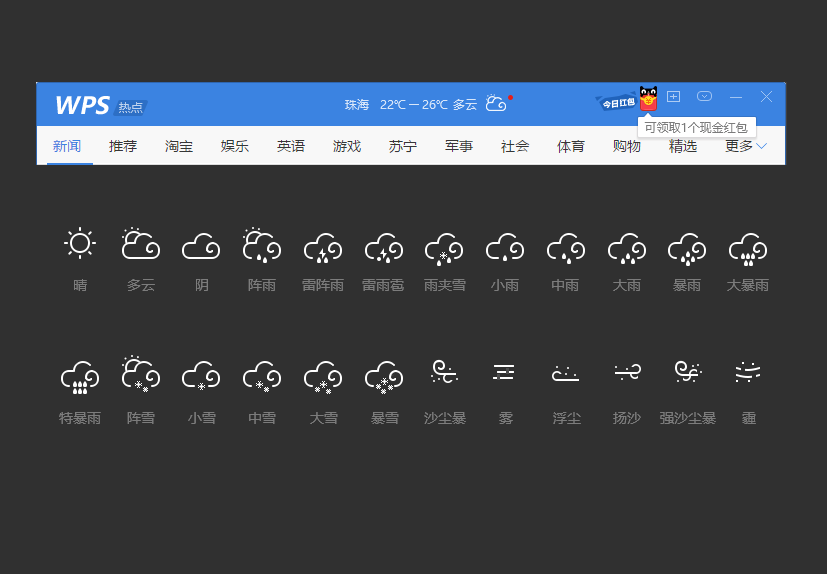 WPS 热点 珠海 22℃ — 26℃ 多云 今日红包
可领取1个现金红包
新闻 推荐 淘宝 娱乐 英语 游戏 苏宁 军事 社会 体育 购物 精选 更多
晴 多云 阴 阵雨 雷阵雨 雷雨雹 雨夹雪 小雨 中雨 大雨 暴雨 大暴雨
特暴雨 阵雪 小雪 中雪 大雪 暴雪 沙尘暴 雾 浮尘 扬沙 强沙尘暴 霾